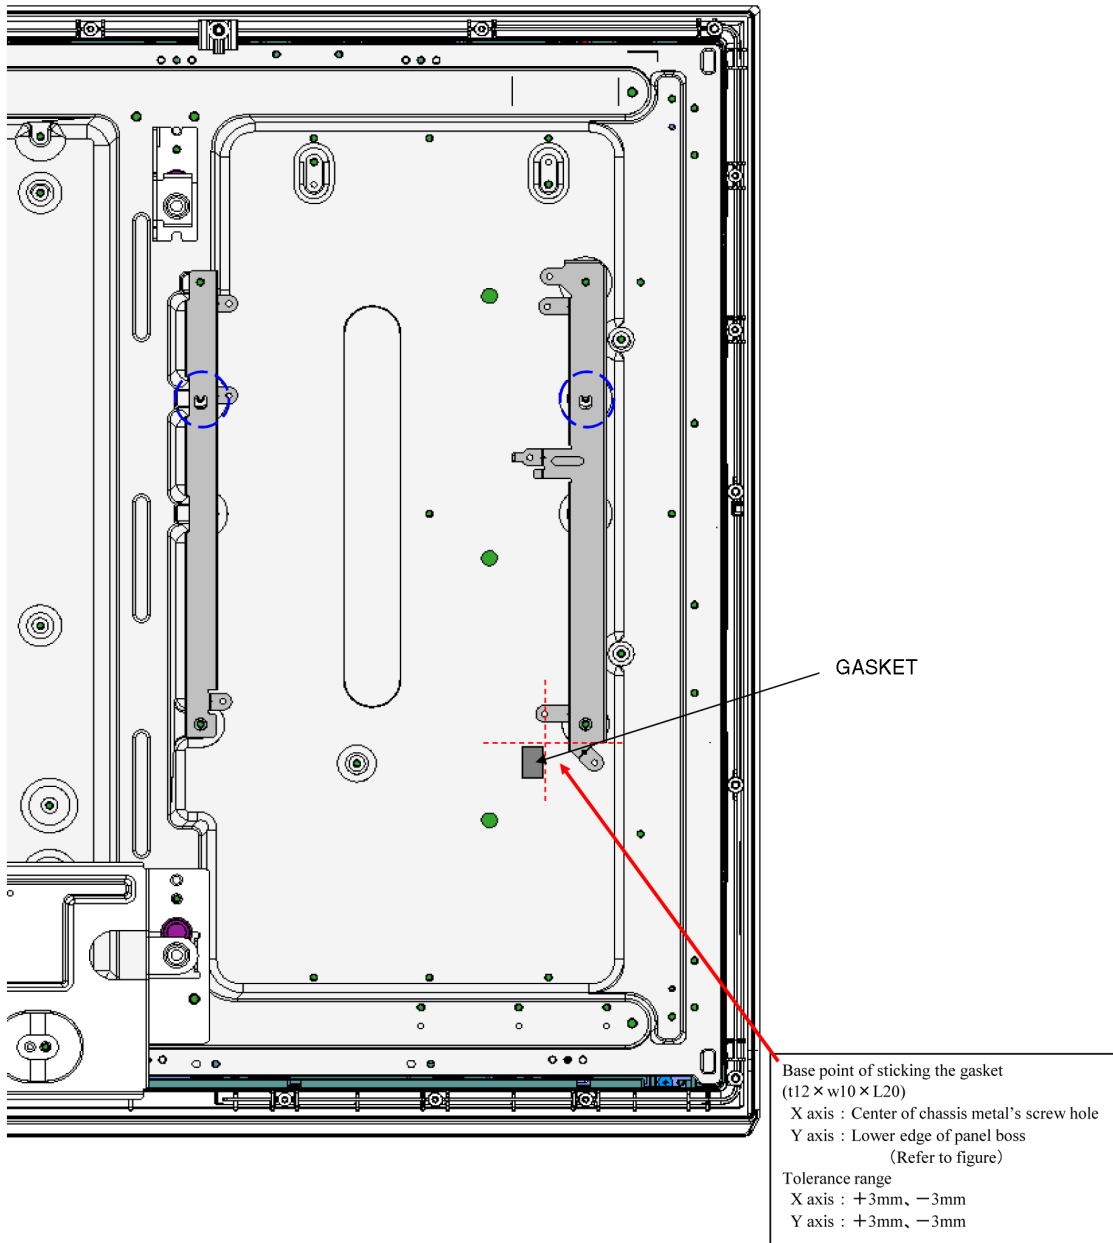 GASKET
Base point of sticking the gasket
(t12×w10×L20)
X axis：Center of chassis metal's screw hole
Y axis：Lower edge of panel boss
（Refer to figure）
Tolerance range
X axis：＋3mm、－3mm
Y axis：＋3mm、－3mm